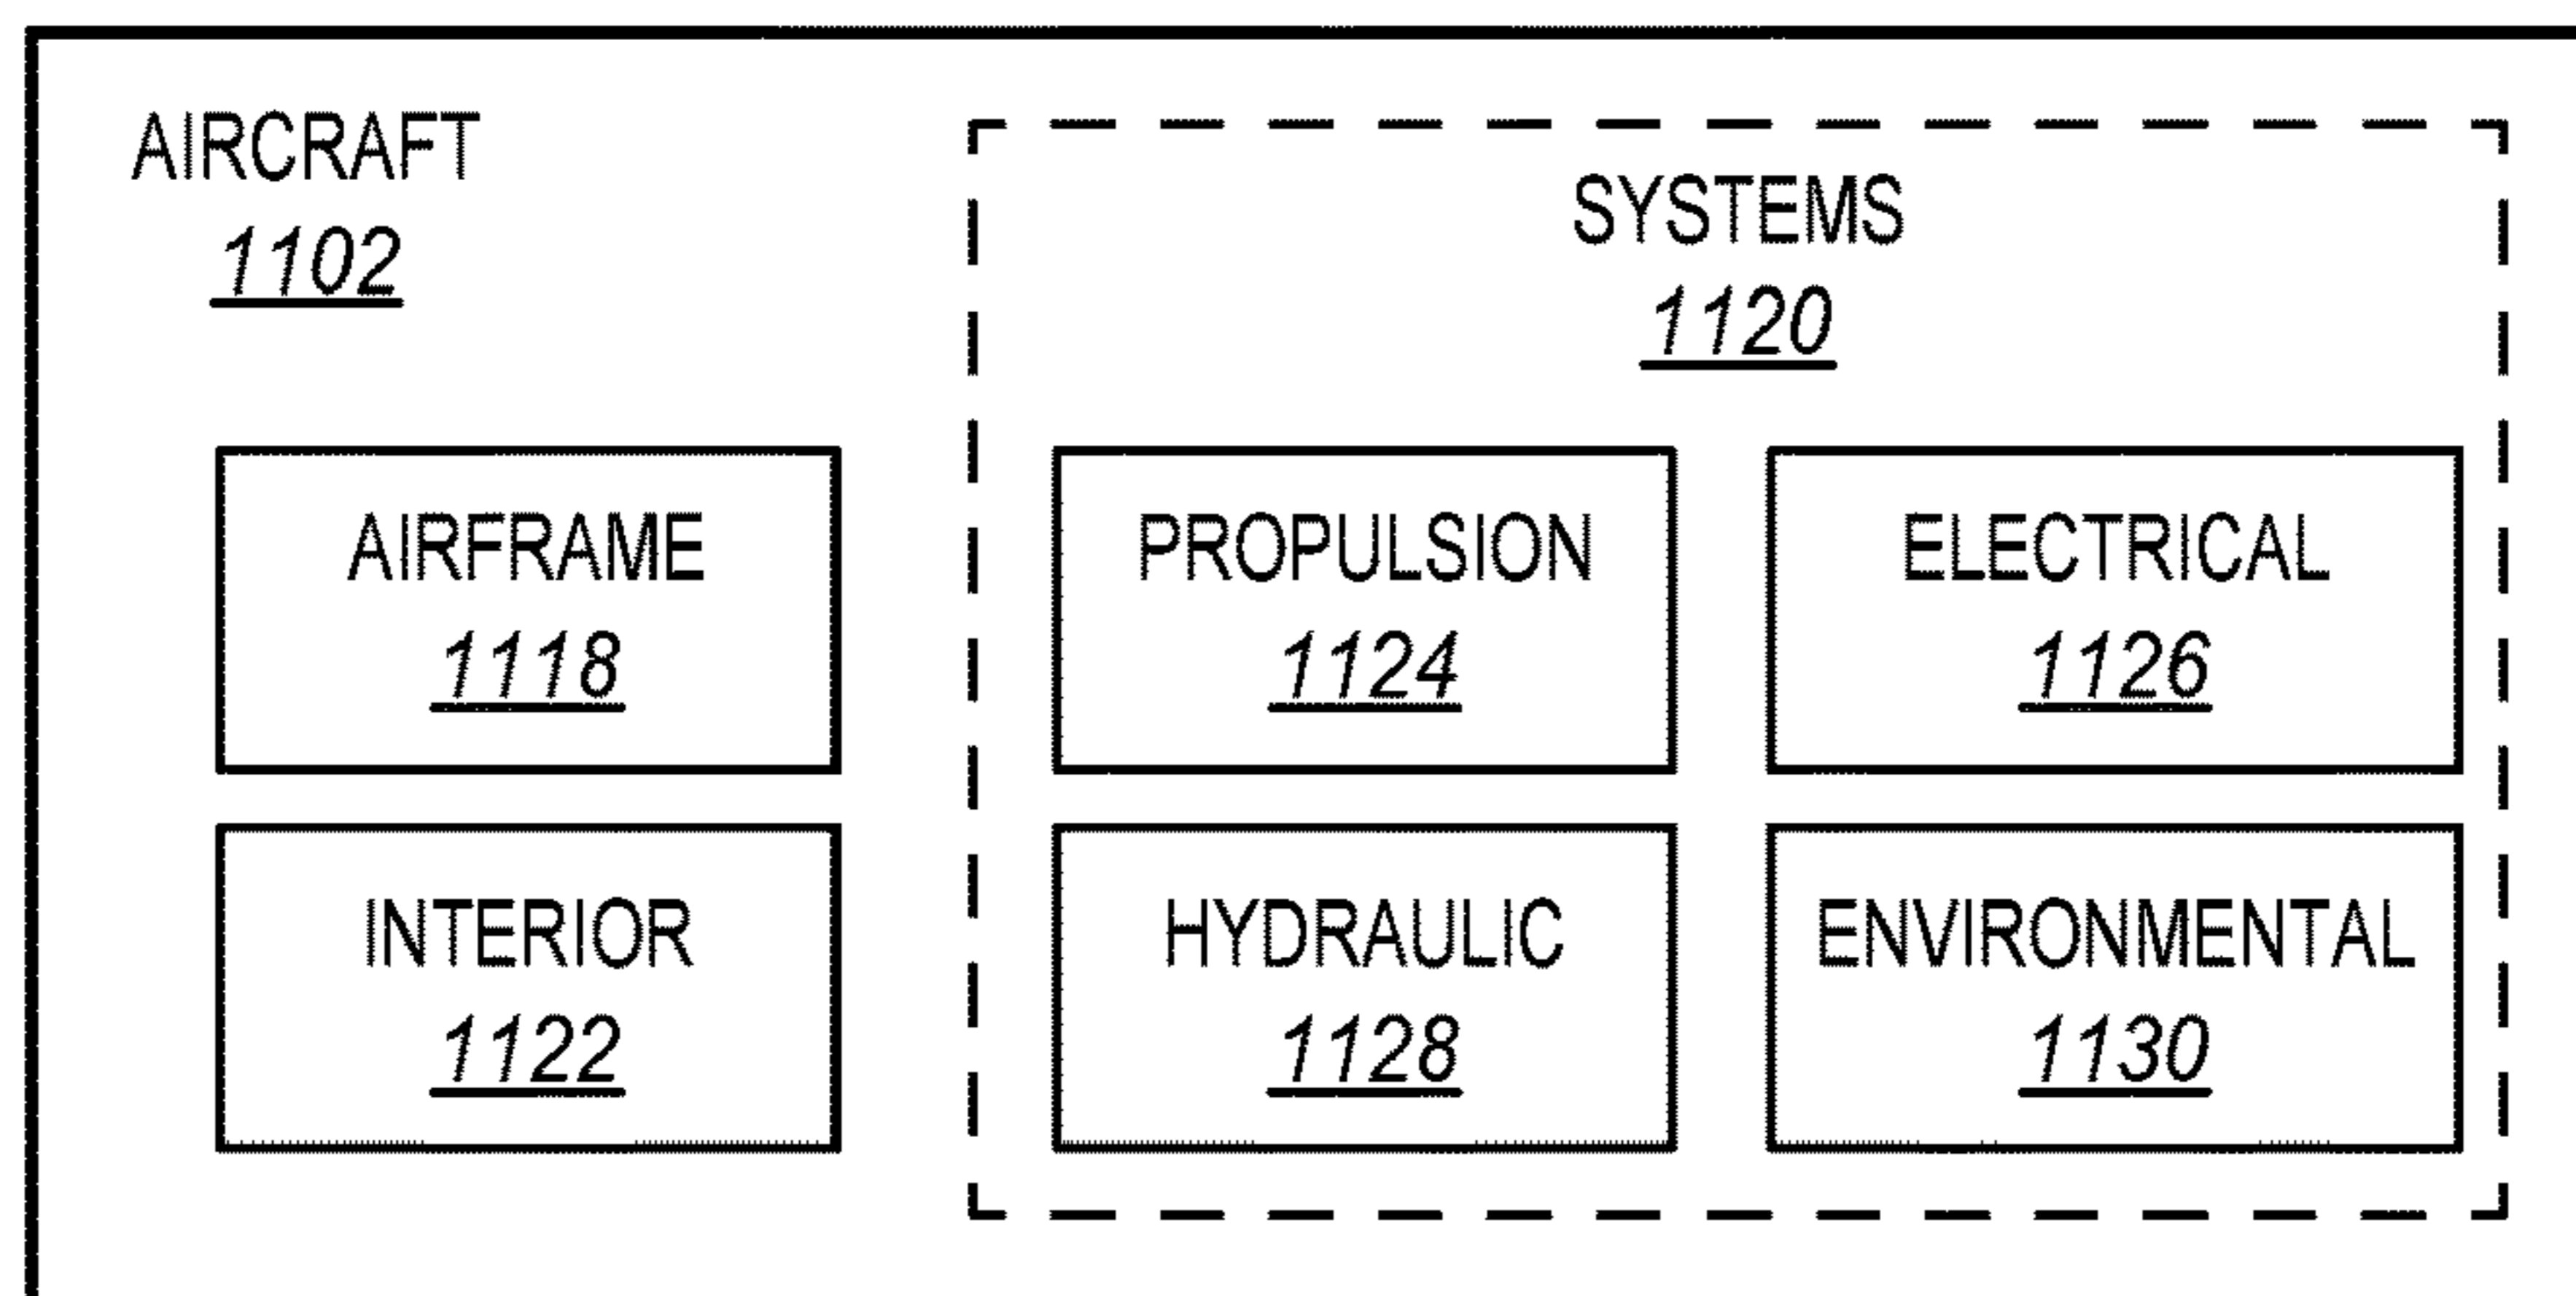 AIRCRAFT
1102
SYSTEMS
1120
AIRFRAME
1118
PROPULSION
1124
ELECTRICAL
1126
INTERIOR
1122
HYDRAULIC
1128
ENVIRONMENTAL
1130